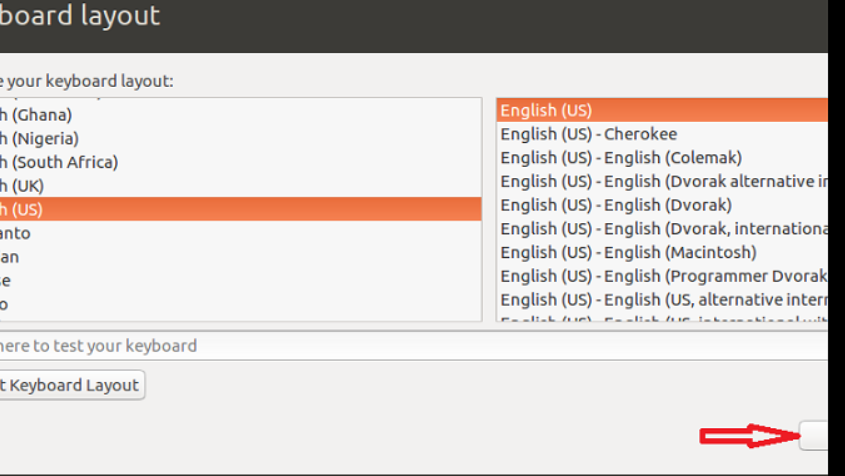 board layout
e your keyboard layout:
h (Ghana)
h (Nigeria)
h (South Africa)
h (UK)
h (US)
anto
an
e
o
English (US)
English (US) - Cherokee
English (US) - English (Colemak)
English (US) - English (Dvorak alternative in
English (US) - English (Dvorak)
English (US) - English (Dvorak, internationa
English (US) - English (Macintosh)
English (US) - English (Programmer Dvorak
English (US) - English (US, alternative intern
here to test your keyboard
t Keyboard Layout